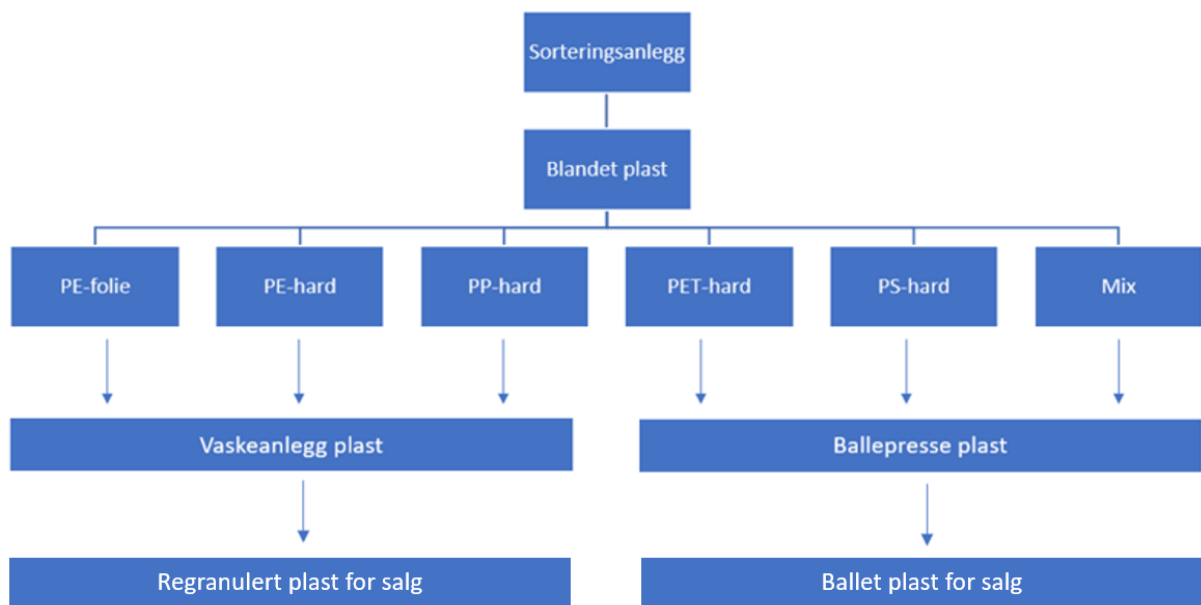 Sorteringsanlegg
Blandet plast
PE-folie
PE-hard
PP-hard
PET-hard
PS-hard
Mix
Vaskeanlegg plast
Ballepresse plast
Regranulert plast for salg
Ballet plast for salg